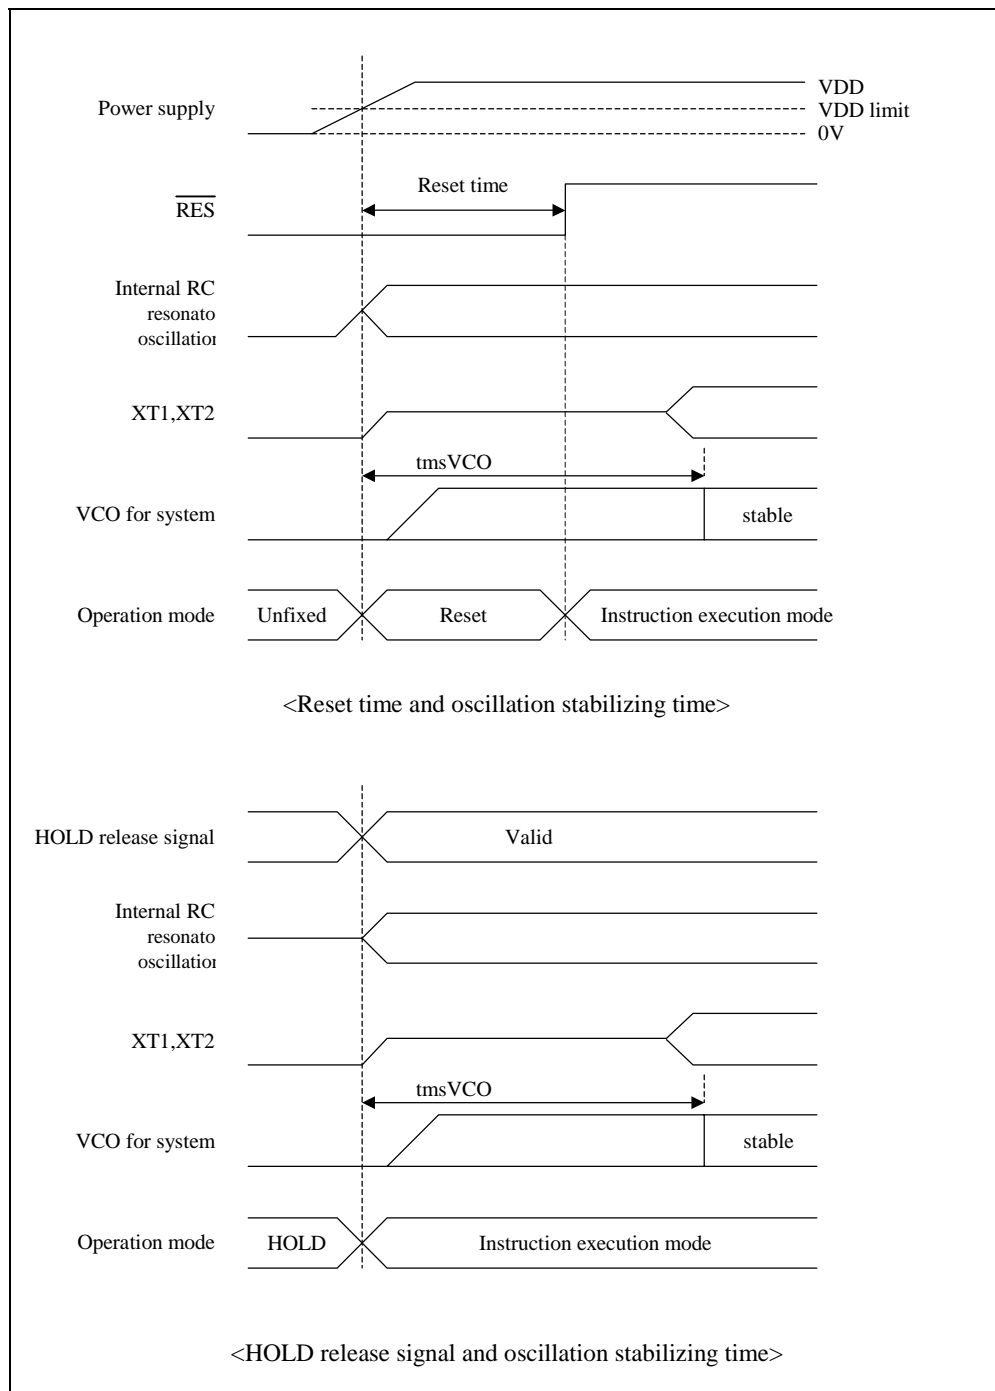 VDD
Power supply
VDD limit
0V
Reset time
RES
Internal RC
resonato
oscillation
XT1,XT2
tmsVCO
VCO for system
stable
Operation mode
Unfixed
Reset
Instruction execution mode
<Reset time and oscillation stabilizing time>
HOLD release signal
Valid
Internal RC
resonato
oscillation
XT1,XT2
tmsVCO
VCO for system
stable
Operation mode
HOLD
Instruction execution mode
<HOLD release signal and oscillation stabilizing time>